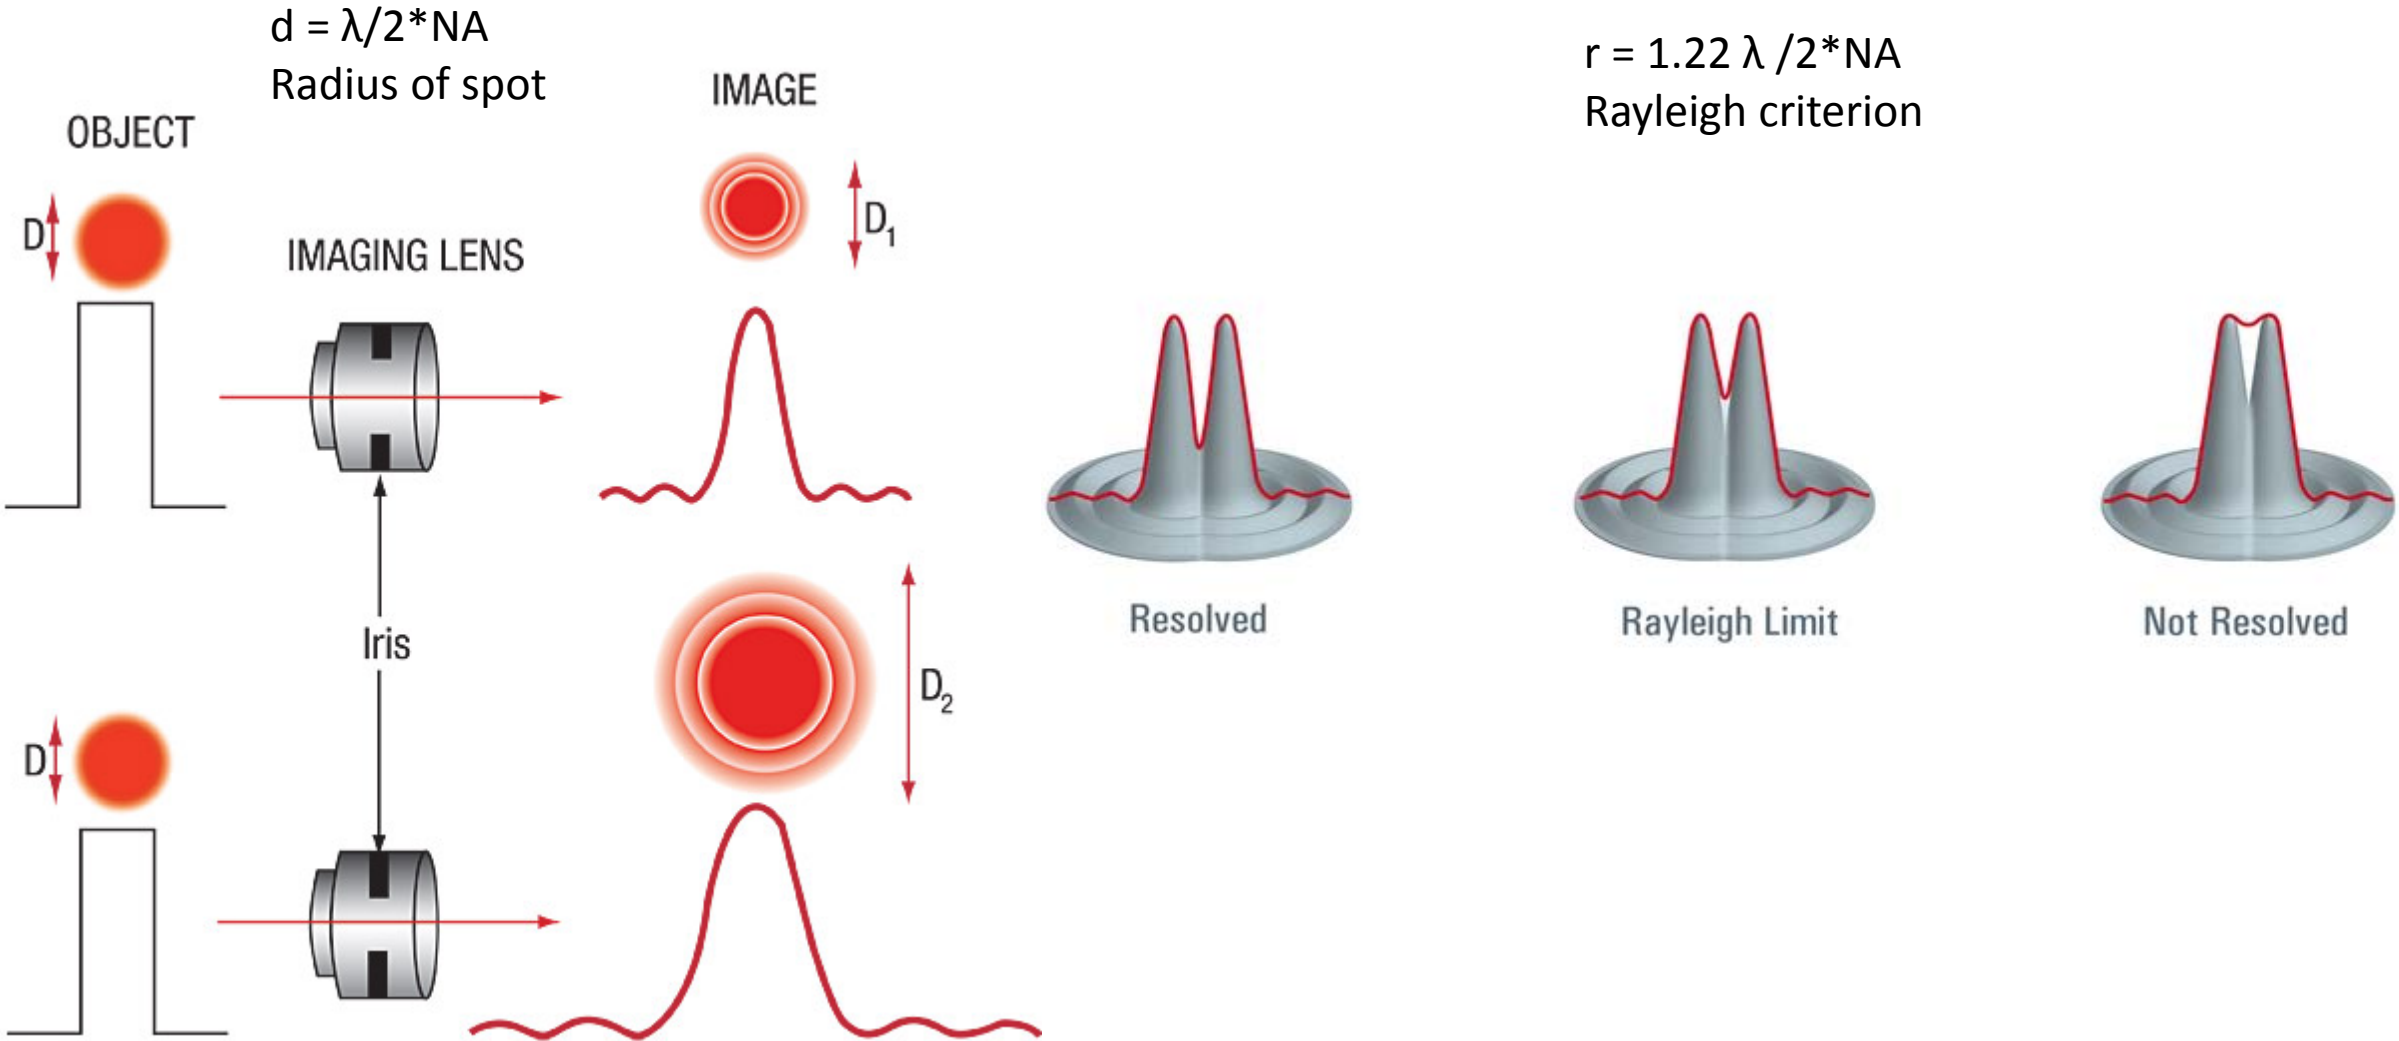 d = λ/2*NA
Radius of spot
r = 1.22 λ /2*NA
Rayleigh criterion
OBJECT
IMAGE
D
D1
IMAGING LENS
Iris
D
D2
Resolved
Rayleigh Limit
Not Resolved